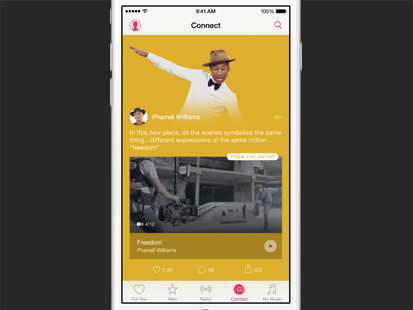 9:41 AM
100%
Connect
Pharrell Williams
In this new piece, all the scenes symbolize the same
thing...different expressions of the same notion...
"freedom"
FROM THE ARTIST
4:12
Freedom
Pharrell Williams
1.3K
120
For You
New
Radio
Connect
My Music